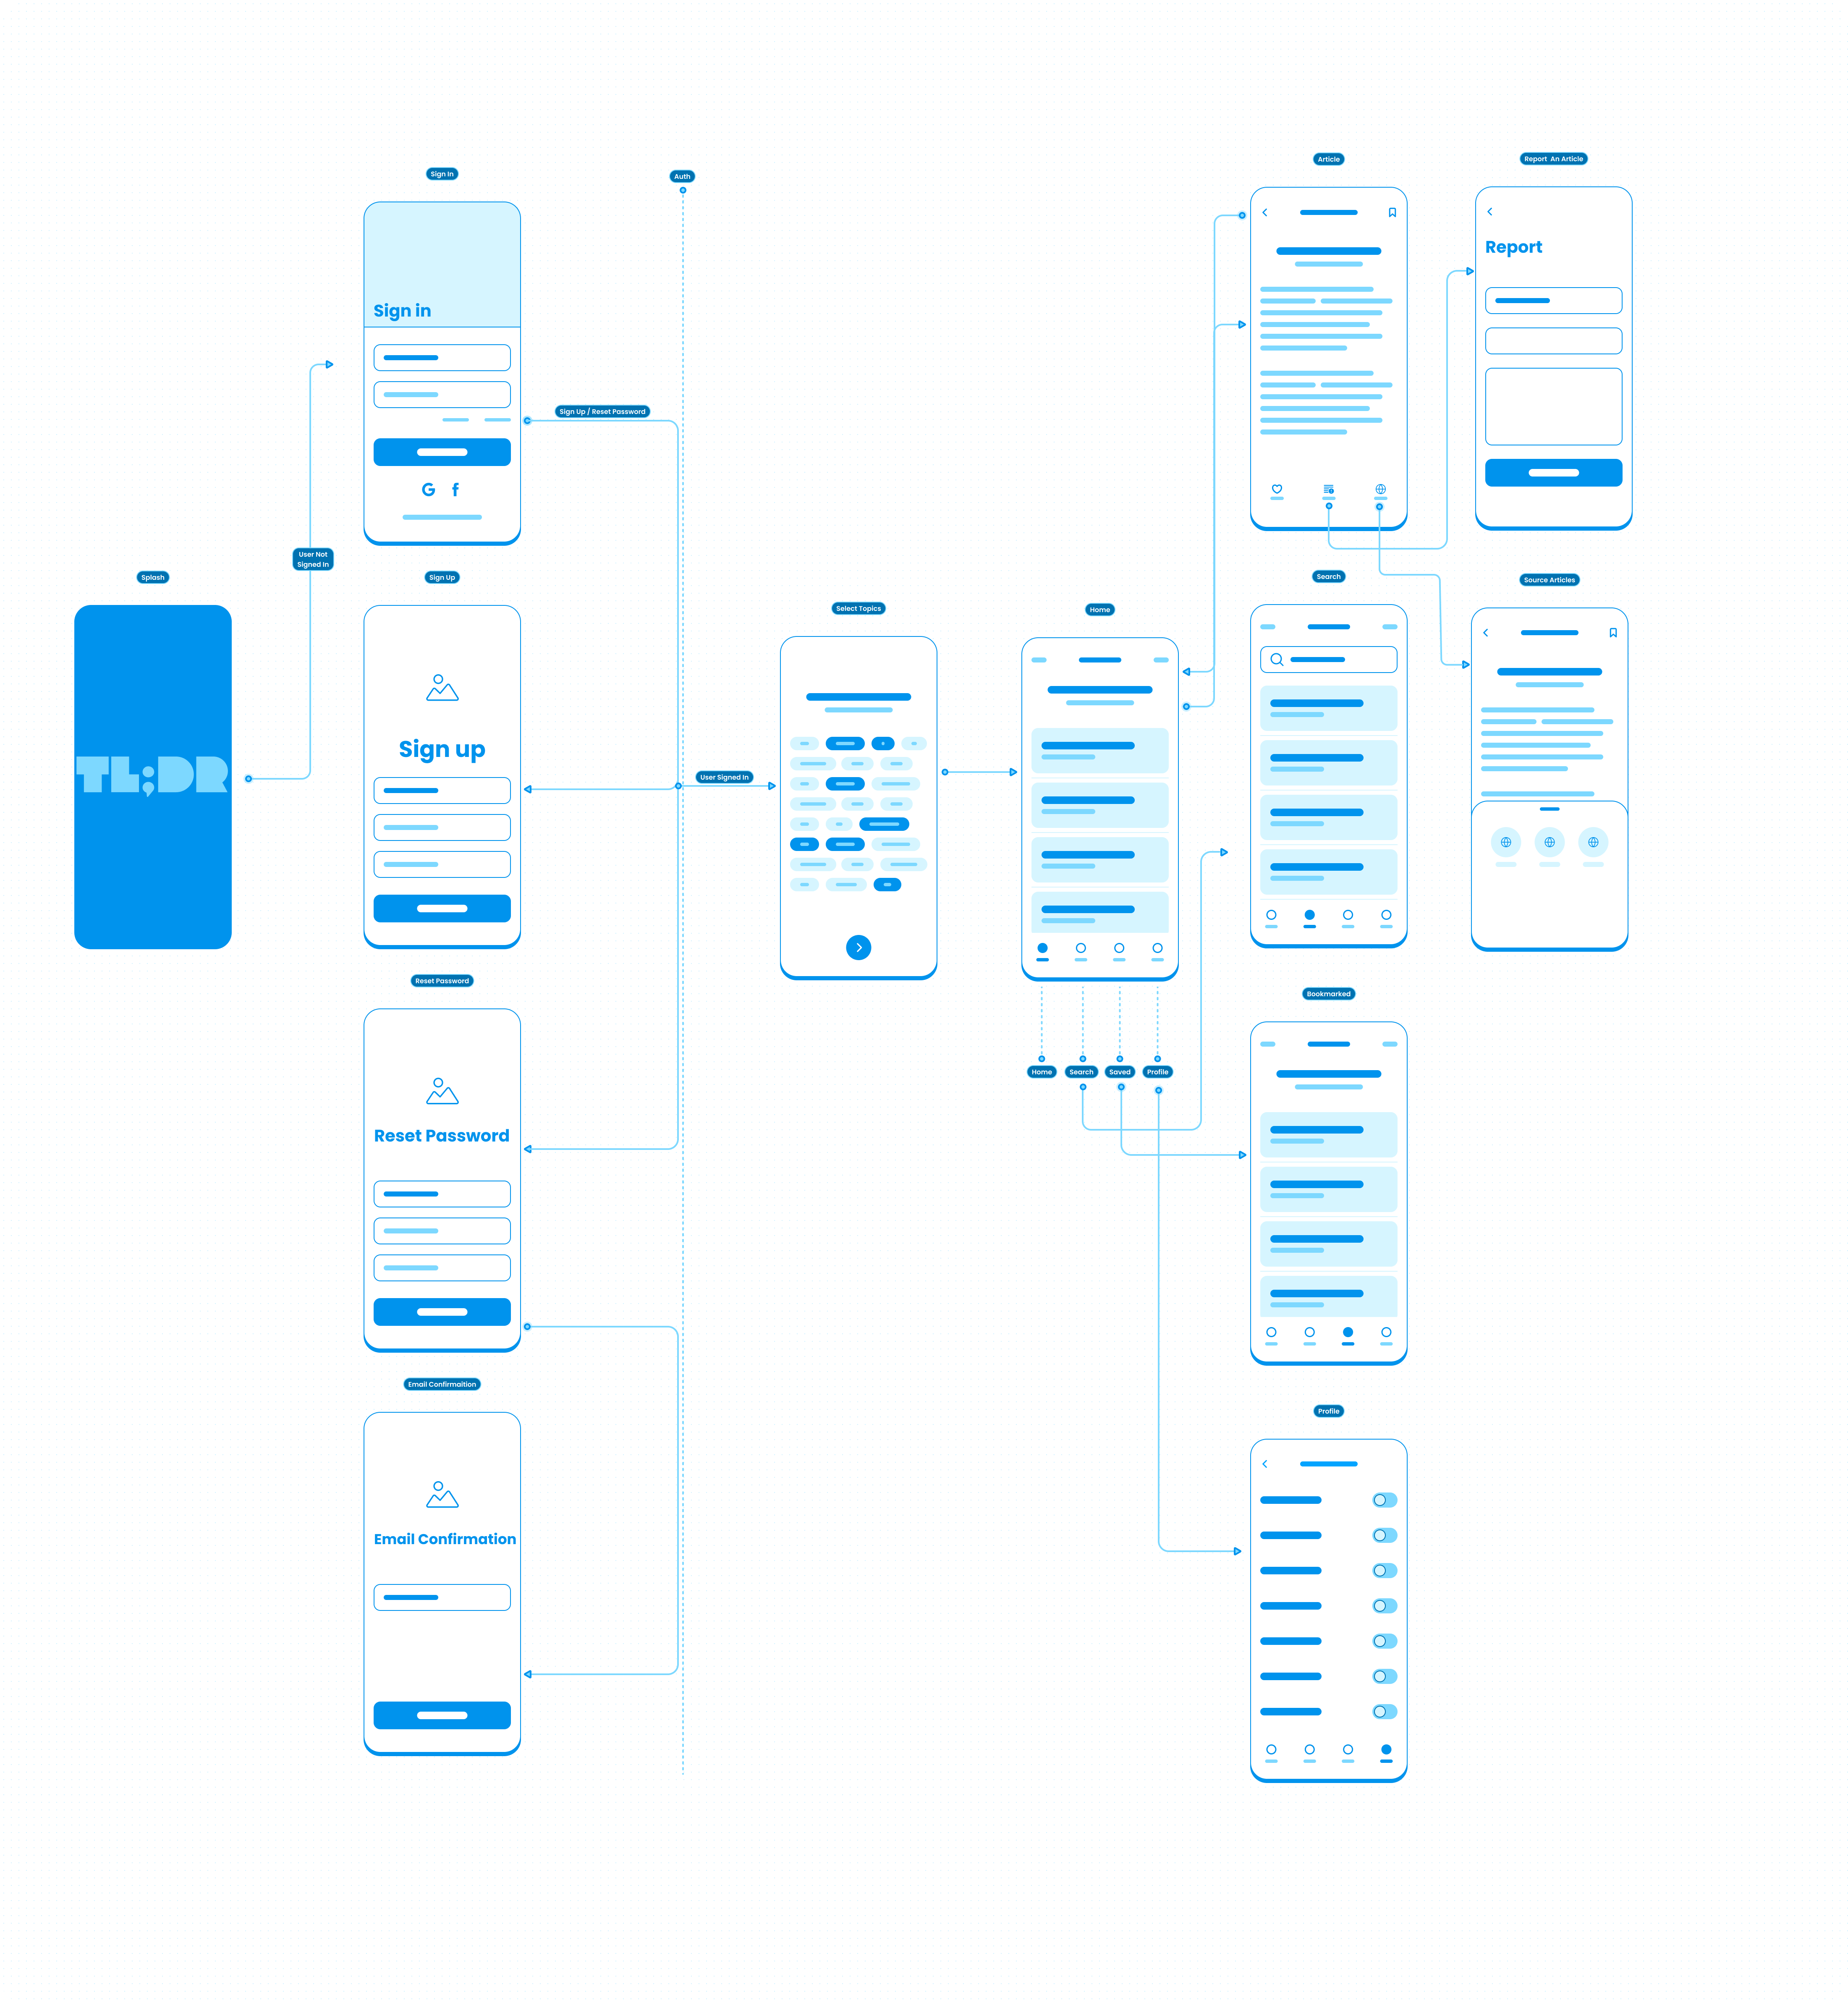 Splash
TL;DR
User Not
Signed In
Sign In
Sign in
G f
Sign Up / Reset Password
Auth
Sign Up
Sign up
Reset Password
Reset Password
Email Confirmaition
Email Confirmation
User Signed In
Select Topics
Home
Home
Search
Saved
Profile
Article
Report An Article
Report
Search
Source Articles
Bookmarked
Profile